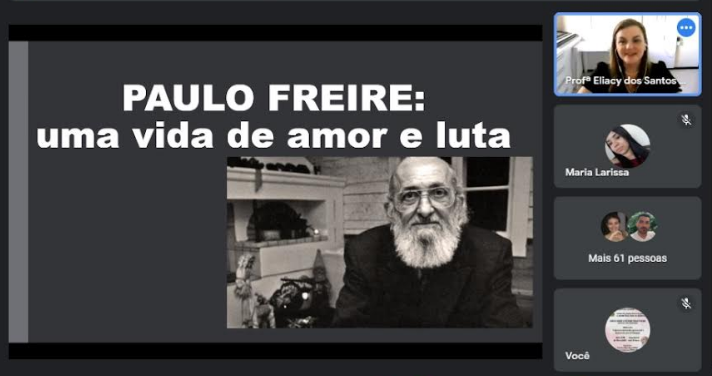 PAULO FREIRE:
uma vida de amor e luta
Profª Eliacy dos Santos
Maria Larissa
Mais 61 pessoas
Você